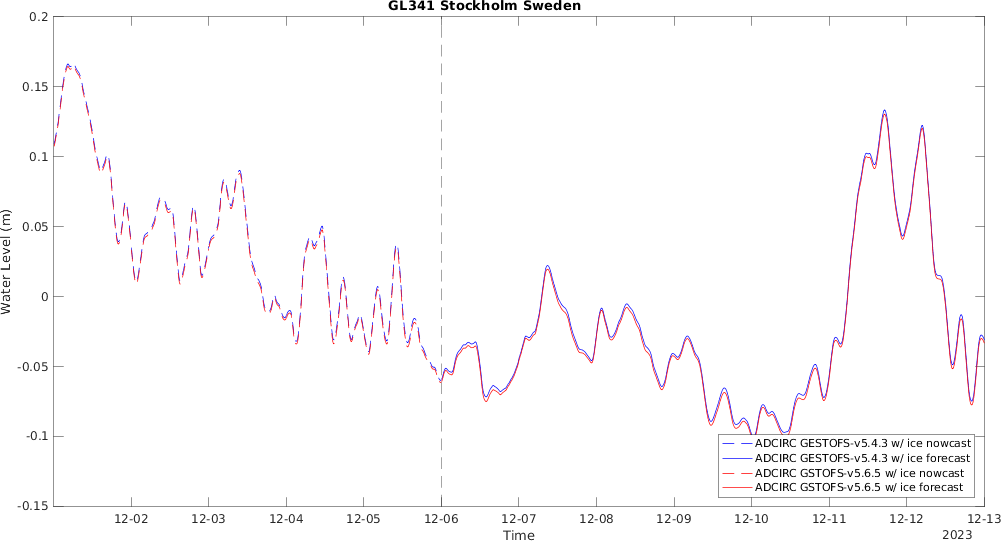 GL341 Stockholm Sweden
0.2
0.15
0.1
0.05
0
-0.05
-0.1
-0.15
Water Level (m)
ADCIRC GESTOFS-v5.4.3 w/ ice nowcast
ADCIRC GESTOFS-v5.4.3 w/ ice forecast
ADCIRC GSTOFS-v5.6.5 w/ ice nowcast
ADCIRC GSTOFS-v5.6.5 w/ ice forecast
12-02 12-03 12-04 12-05 12-06 12-07 12-08 12-09 12-10 12-11 12-12 12-13
Time
2023